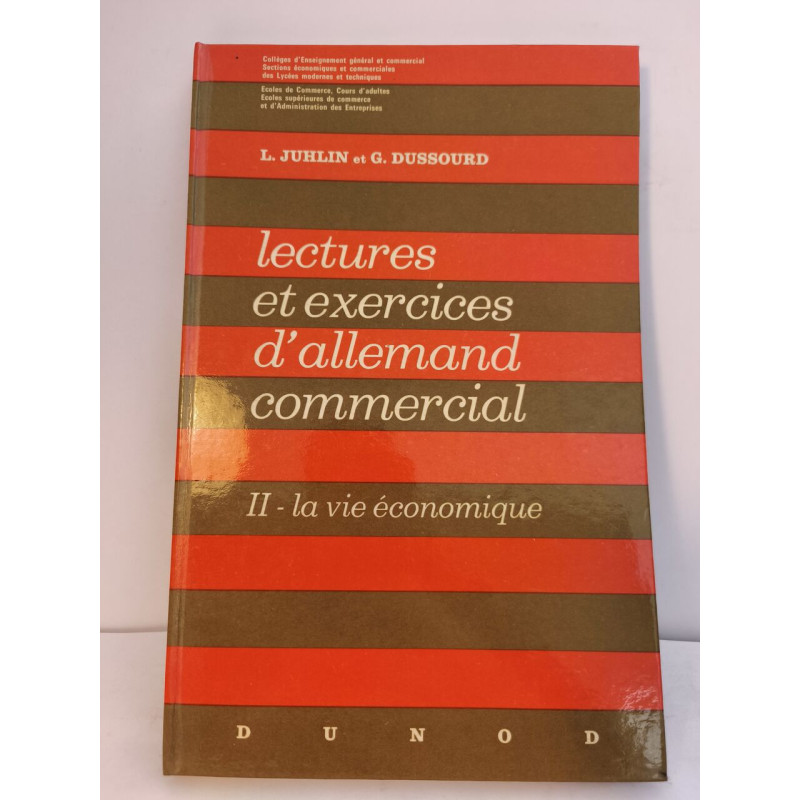 Collèges d'Enseignement général et commercial
Sections économiques et commerciales
des Lycées modernes et techniques
Ecoles de Commerce, Cours d'adultes
Ecoles supérieures de commerce
et d'Administration des Entreprises
L. JUHLIN et G. DUSSOURD
lectures
et exercices
d'allemand
commercial
II - la vie économique
DUNOD